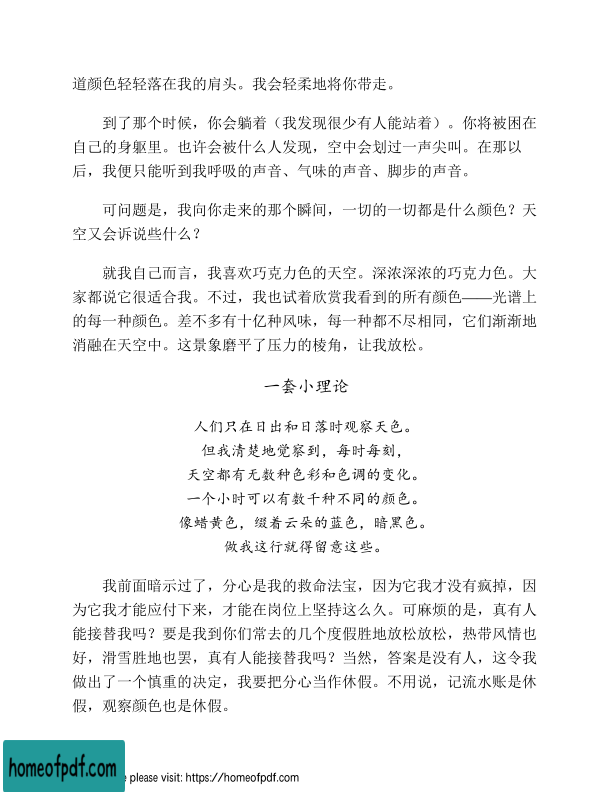 道颜色轻轻落在我的肩头。我会轻柔地将你带走。
到了那个时候，你会躺着（我发现很少有人能站着）。你将被困在
自己的身躯里。也许会被什么人发现，空中会划过一声尖叫。在那以
后，我便只能听到我呼吸的声音、气味的声音、脚步的声音。
可问题是，我向你走来的那个瞬间，一切的一切都是什么颜色？天
空又会诉说些什么？
就我自己而言，我喜欢巧克力色的天空。深浓深浓的巧克力色。大
家都说它很适合我。不过，我也试着欣赏我看到的所有颜色——光谱上
的每一种颜色。差不多有十亿种风味，每一种都不尽相同，它们渐渐地
消融在天空中。这景象磨平了压力的棱角，让我放松。
一套小理论
人们只在日出和日落时观察天色。
但我清楚地觉察到，每时每刻，
天空都有无数种色彩和色调的变化。
一个小时可以有数千种不同的颜色。
像蜡黄色，缀着云朵的蓝色，暗黑色。
做我这行就得留意这些。
我前面暗示过了，分心是我的救命法宝，因为它我才没有疯掉，因
为它我才能应付下来，才能在岗位上坚持这么久。可麻烦的是，真有人
能接替我吗？要是我到你们常去的几个度假胜地放松放松，热带风情也
好，滑雪胜地也罢，真有人能接替我吗？当然，答案是没有人，这令我
做出了一个慎重的决定，我要把分心当作休假。不用说，记流水账是休
假，观察颜色也是休假。
homeofpdf.com
e please visit: https://homeofpdf.com